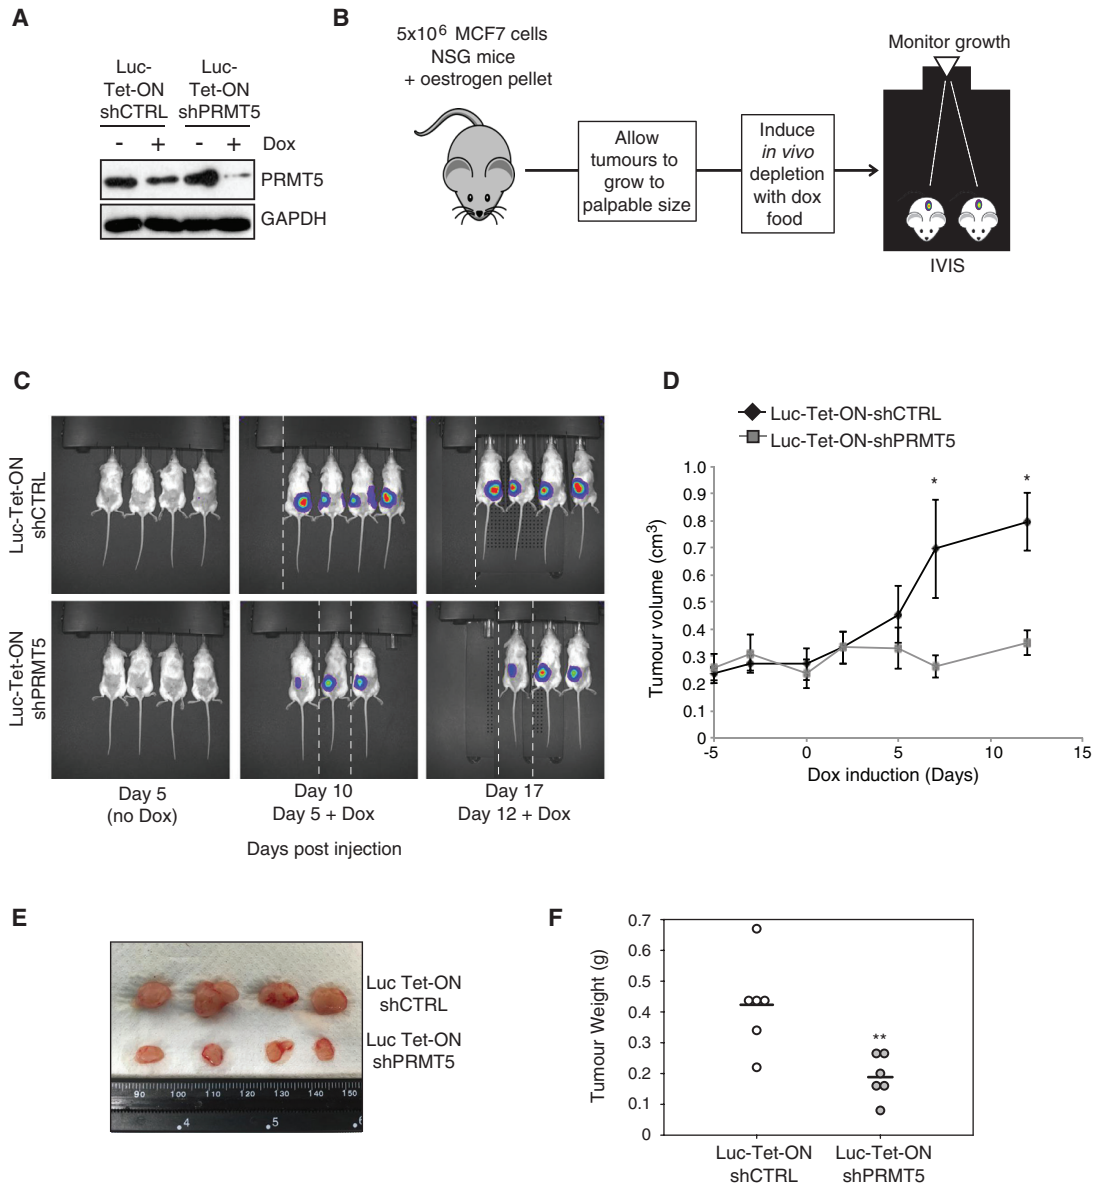 A
Luc-
Tet-ON
shCTRL
Luc-
Tet-ON
shPRMT5
- + - + Dox
PRMT5
GAPDH
B
5x10⁶ MCF7 cells
NSG mice
+ oestrogen pellet
Allow
tumours to
grow to
palpable size
Induce
in vivo
depletion
with dox
food
Monitor growth
IVIS
C
Luc-Tet-ON
shCTRL
Luc-Tet-ON
shPRMT5
Day 5
(no Dox)
Day 10
Day 5 + Dox
Day 17
Day 12 + Dox
Days post injection
D
Luc-Tet-ON-shCTRL
Luc-Tet-ON-shPRMT5
Tumour volume (cm³)
1.0
0.9
0.8
0.7
0.6
0.5
0.4
0.3
0.2
0.1
0
* *
-5 0 5 10 15
Dox induction (Days)
E
Luc Tet-ON
shCTRL
Luc Tet-ON
shPRMT5
90 100 110 120 130 140 150
4 5 6
F
Tumour Weight (g)
0.7
0.6
0.5
0.4
0.3
0.2
0.1
0
**
Luc-Tet-ON
shCTRL
Luc-Tet-ON
shPRMT5